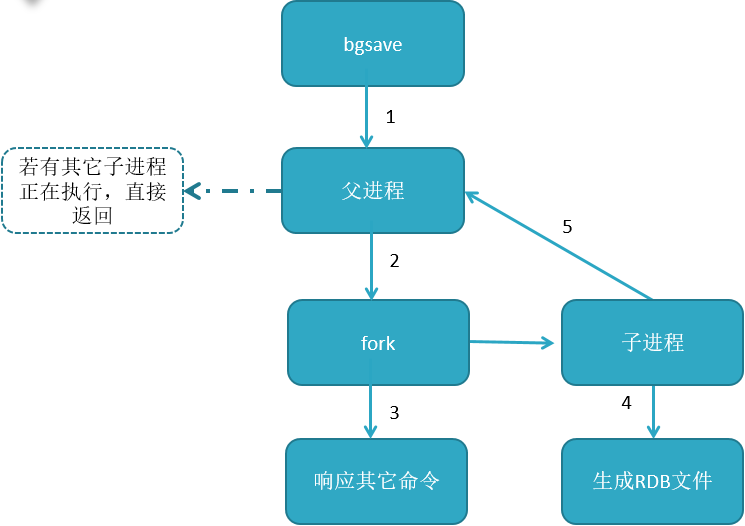 bgsave
1
若有其它子进程
正在执行，直接
返回
父进程
5
2
fork
子进程
3
4
响应其它命令
生成RDB文件